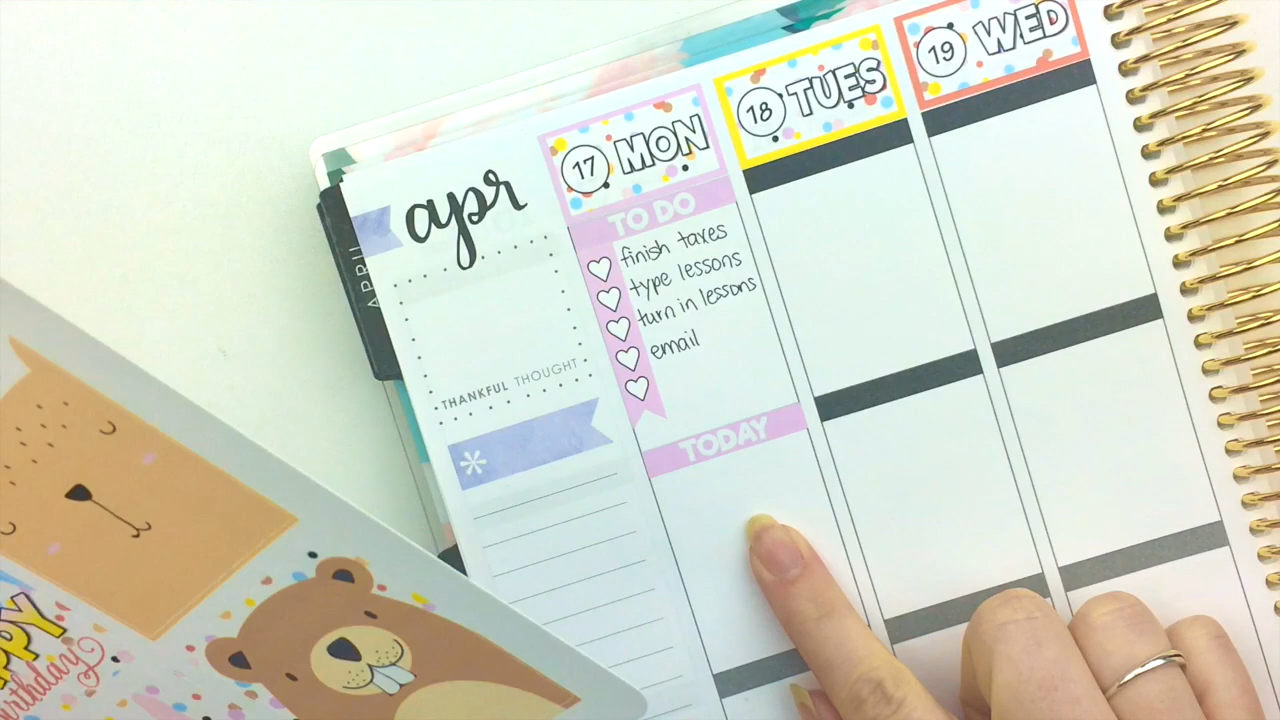 apr
APRIL
THANKFUL THOUGHT
*
17 MON
TO DO
finish taxes
type lessons
turn in lessons
email
TODAY
18 TUES
19 WED